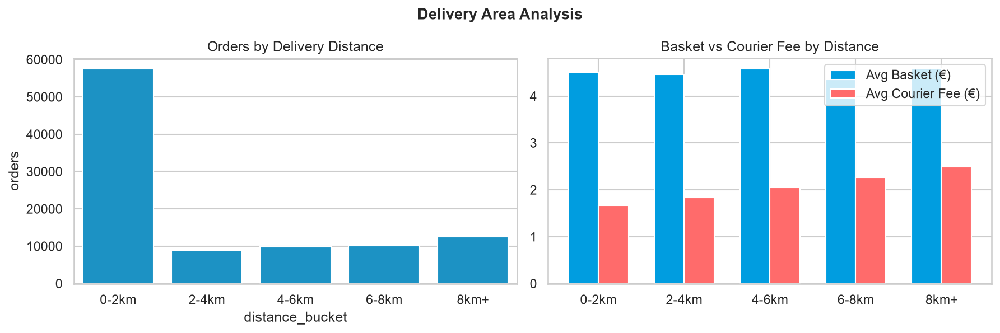 Delivery Area Analysis
Orders by Delivery Distance
60000
50000
40000
30000
20000
10000
0
orders
0-2km 2-4km 4-6km 6-8km 8km+
distance_bucket
Basket vs Courier Fee by Distance
Avg Basket (€)
Avg Courier Fee (€)
4
3
2
1
0
0-2km 2-4km 4-6km 6-8km 8km+